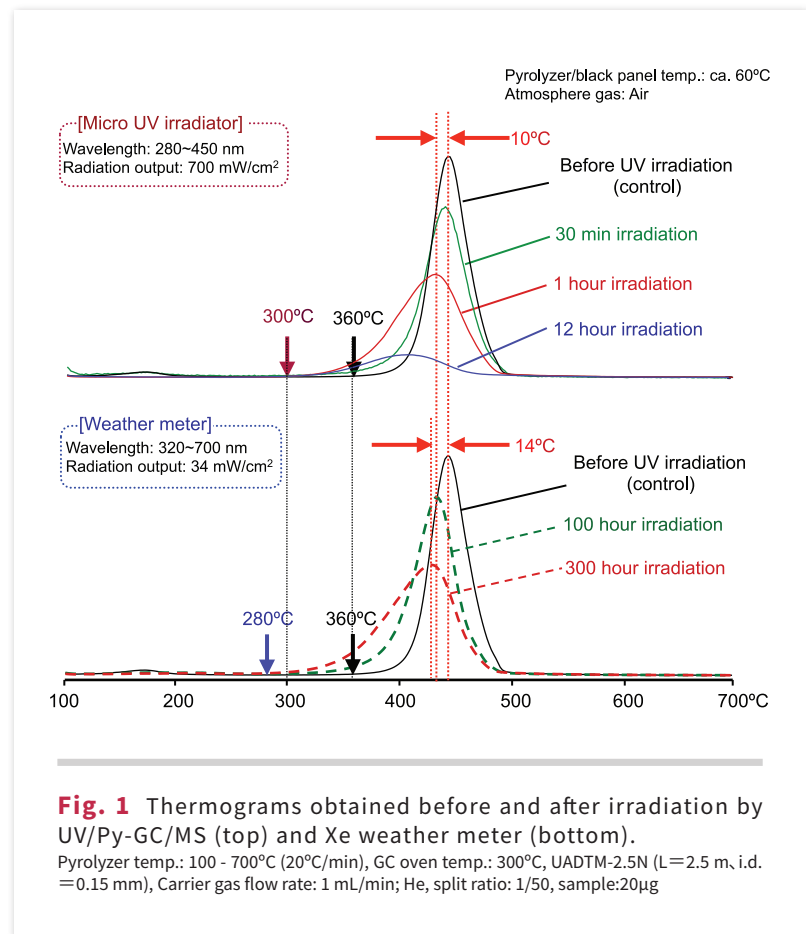 Pyrolyzer/black panel temp.: ca. 60ºC
Atmosphere gas: Air
[Micro UV irradiator]
Wavelength: 280~450 nm
Radiation output: 700 mW/cm²
10ºC
Before UV irradiation
(control)
30 min irradiation
1 hour irradiation
12 hour irradiation
300ºC
360ºC
[Weather meter]
Wavelength: 320~700 nm
Radiation output: 34 mW/cm²
14ºC
Before UV irradiation
(control)
100 hour irradiation
300 hour irradiation
280ºC
360ºC
100 200 300 400 500 600 700ºC
Fig. 1 Thermograms obtained before and after irradiation by
UV/Py-GC/MS (top) and Xe weather meter (bottom).
Pyrolyzer temp.: 100 - 700ºC (20ºC/min), GC oven temp.: 300ºC, UADTM-2.5N (L＝2.5 m、i.d.
＝0.15 mm), Carrier gas flow rate: 1 mL/min; He, split ratio: 1/50, sample:20μg